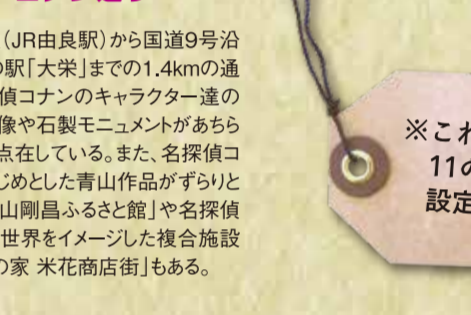 (JR由良駅)から国道9号沿
の駅「大栄」までの1.4kmの通
偵コナンのキャラクター達の
像や石製モニュメントがあちら
点在している。また、名探偵コ
じめとした青山作品がずらりと
山剛昌ふるさと館」や名探偵
世界をイメージした複合施設
の家 米花商店街」もある。
※これ
11の
設定